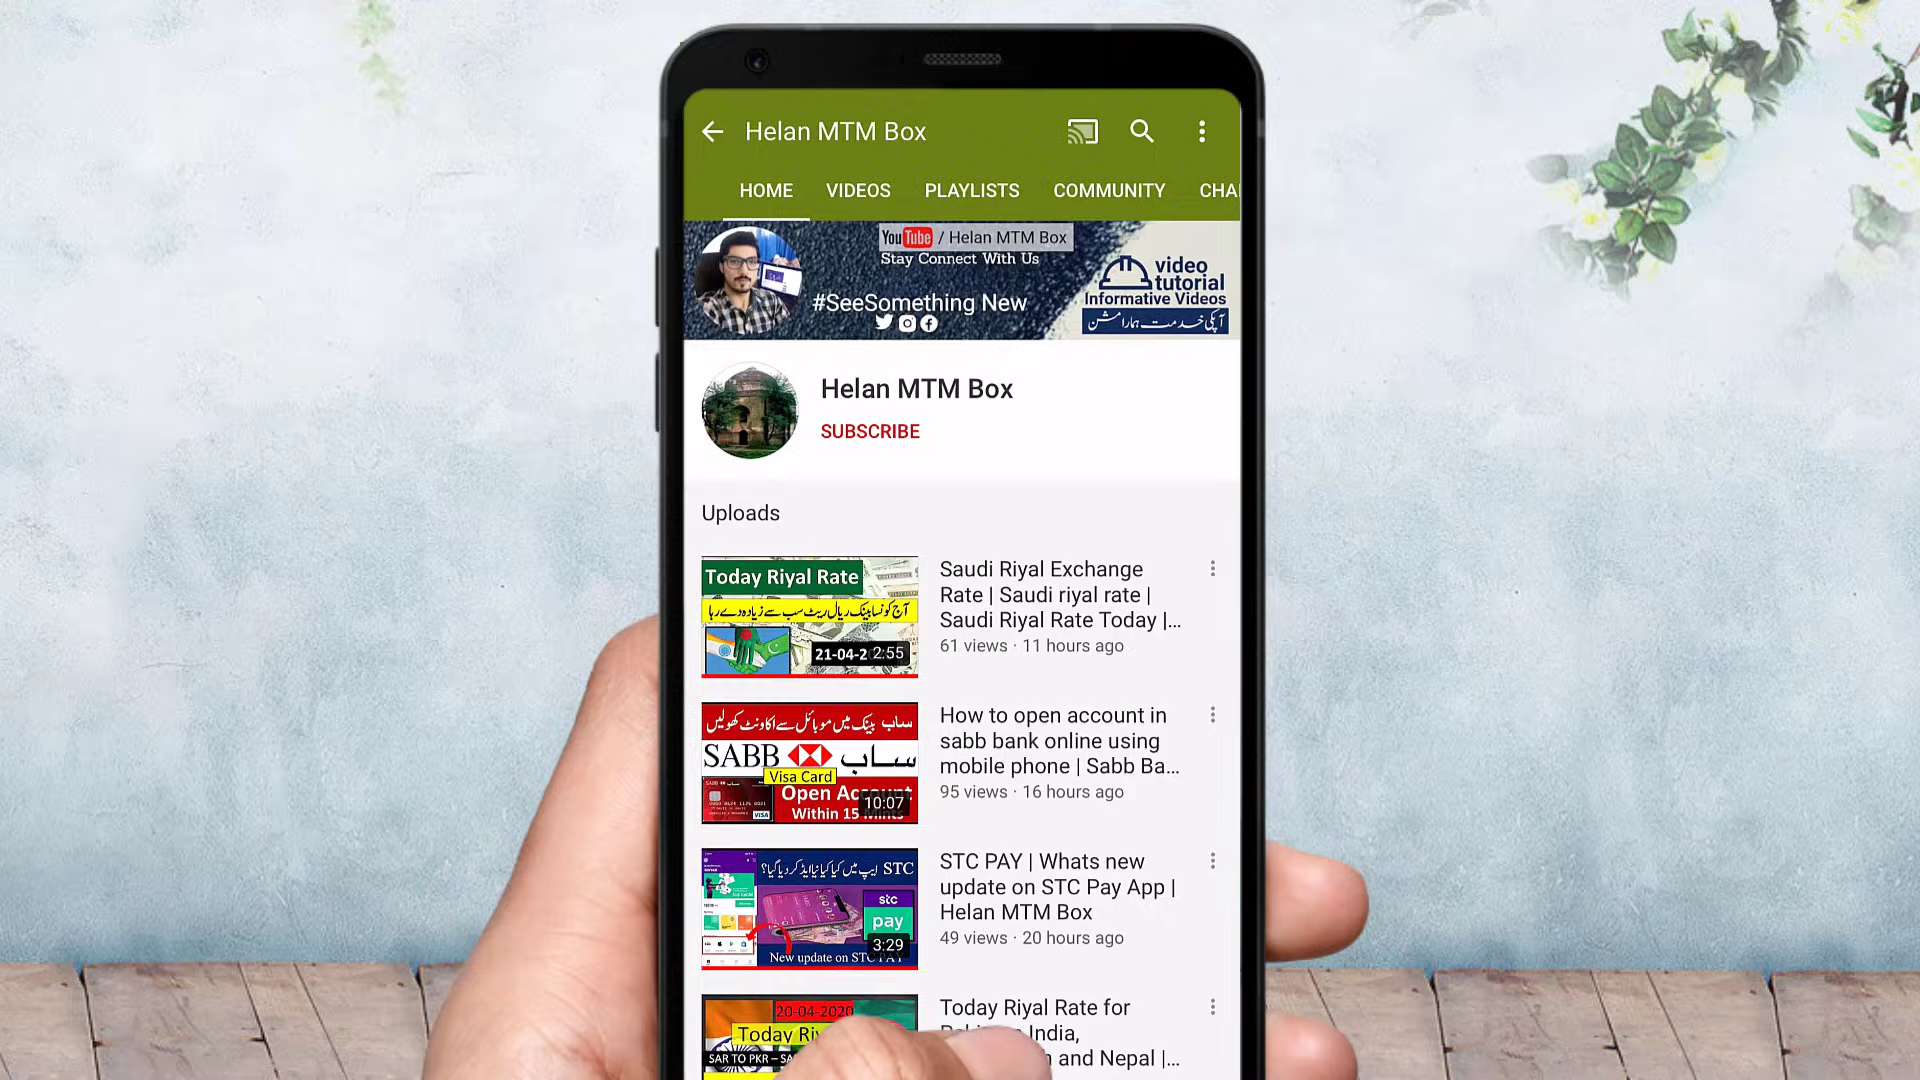 Helan MTM Box
HOME VIDEOS PLAYLISTS COMMUNITY CHA
YouTube / Helan MTM Box
Stay Connect With Us
#SeeSomething New
video
tutorial
Informative Videos
آپکی خدمت ہمارا مشن
Helan MTM Box
SUBSCRIBE
Uploads
Today Riyal Rate
آج کونسا بینک ریال ریٹ سب سے زیادہ دے رہا
21-04-2
2:55
Saudi Riyal Exchange
Rate | Saudi riyal rate |
Saudi Riyal Rate Today |...
61 views · 11 hours ago
ساب بینک میں موبائل سے اکاونٹ کھولیں
SABB ساب
Visa Card
VISA
Open Account
Within 15 Mints
10:07
How to open account in
sabb bank online using
mobile phone | Sabb Ba...
95 views · 16 hours ago
STC ایپ میں کیا کیا نیا ایڈ کر دیا گیا؟
stc
pay
3:29
New update on STC PAY
STC PAY | Whats new
update on STC Pay App |
Helan MTM Box
49 views · 20 hours ago
20-04-2020
Today Riy
SAR TO PKR – SA
Today Riyal Rate for
India,
and Nepal |...